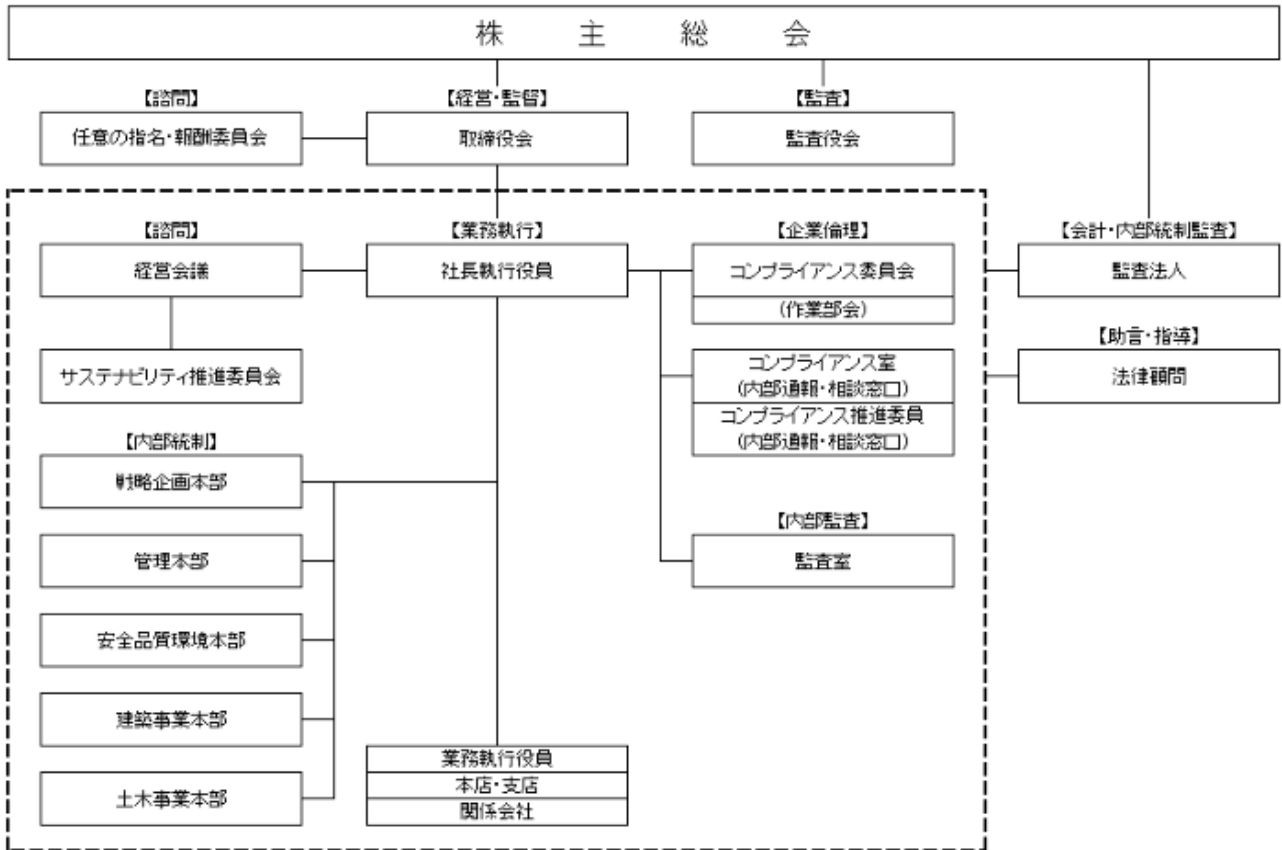 株主総会
【諮問】
任意の指名・報酬委員会
【経営・監督】
取締役会
【監査】
監査役会
【諮問】
経営会議
【業務執行】
社長執行役員
【企業倫理】
コンプライアンス委員会
(作業部会)
【会計・内部統制監査】
監査法人
サステナビリティ推進委員会
コンプライアンス室
(内部通報・相談窓口)
コンプライアンス推進委員
(内部通報・相談窓口)
【助言・指導】
法律顧問
【内部統制】
戦略企画本部
管理本部
安全品質環境本部
建築事業本部
土木事業本部
【内部監査】
監査室
業務執行役員
本店・支店
関係会社